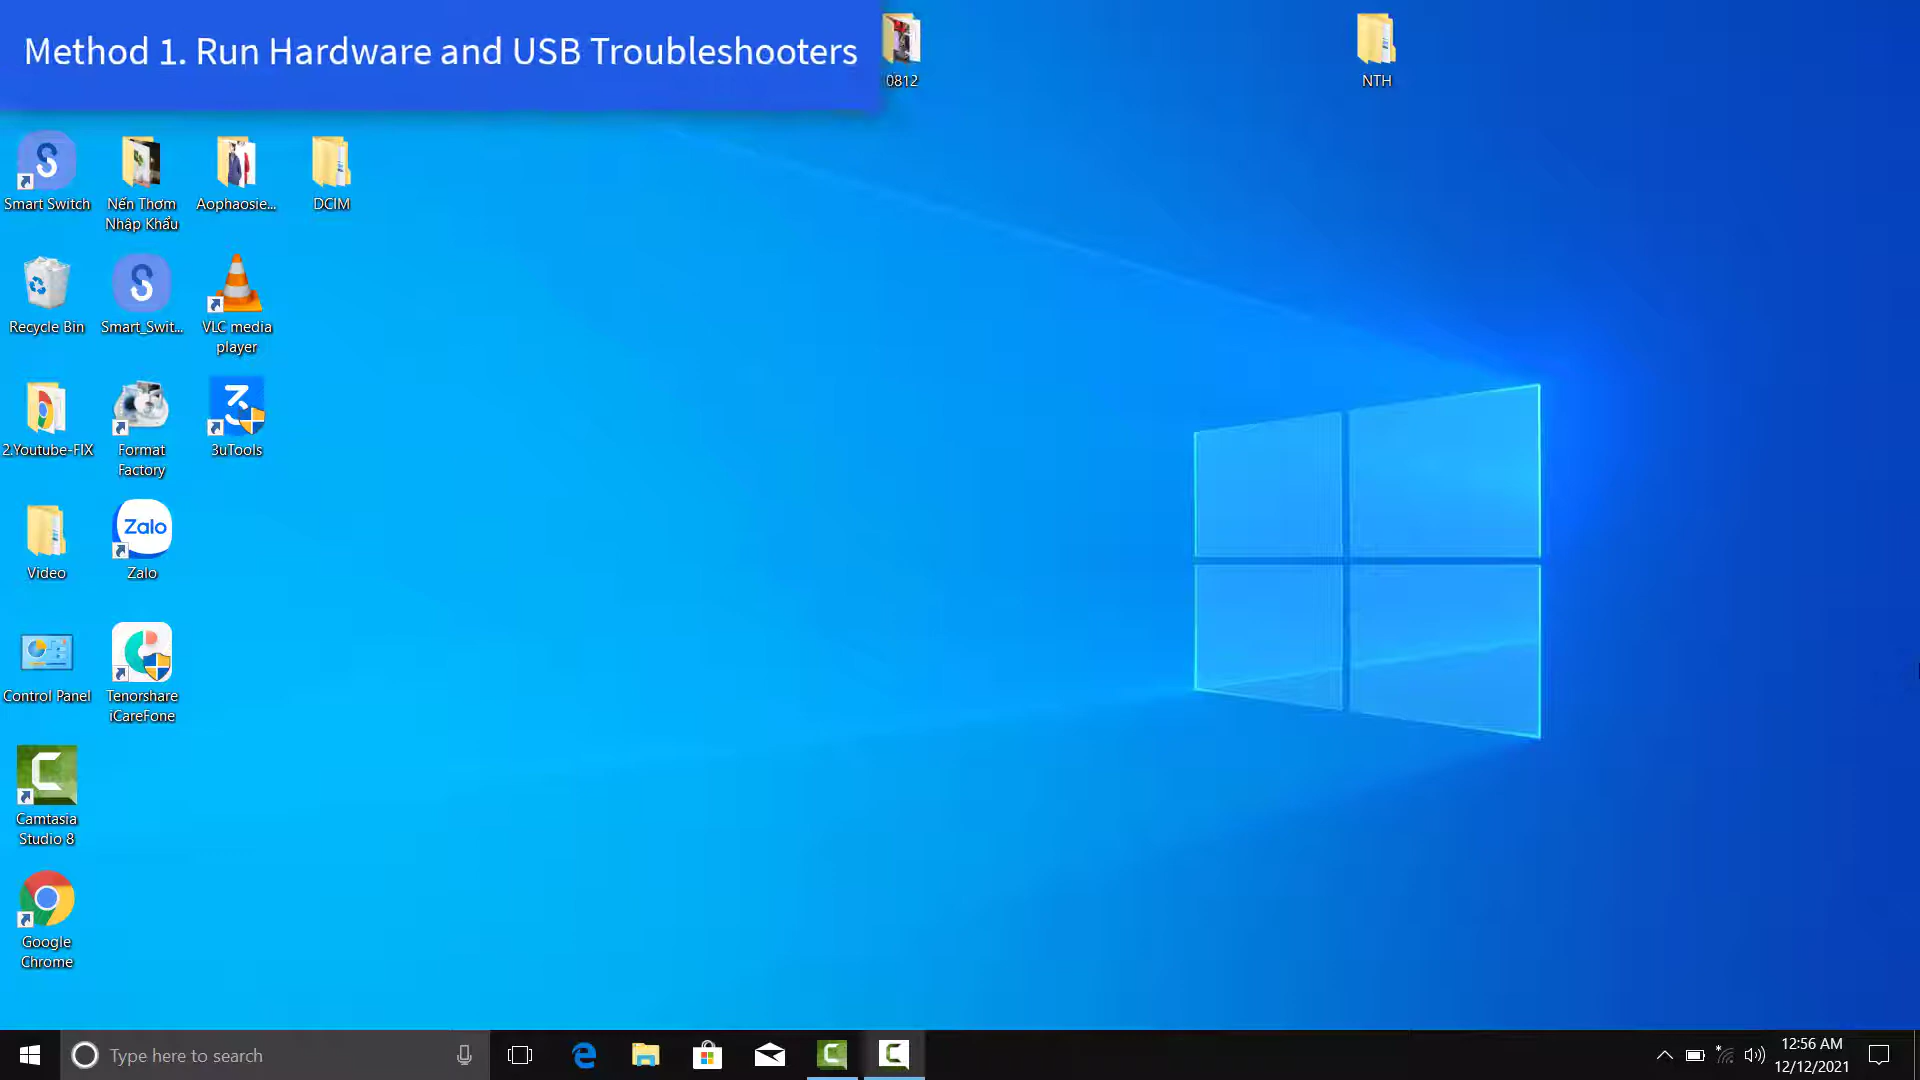 Method 1. Run Hardware and USB Troubleshooters
0812
NTH
Smart Switch
Nến Thơm
Nhập Khẩu
Aophaosie...
DCIM
Recycle Bin
Smart_Swit...
VLC media
player
2.Youtube-FIX
Format
Factory
3uTools
Zalo
Video
Zalo
Control Panel
Tenorshare
iCareFone
Camtasia
Studio 8
Google
Chrome
Type here to search
12:56 AM
12/12/2021